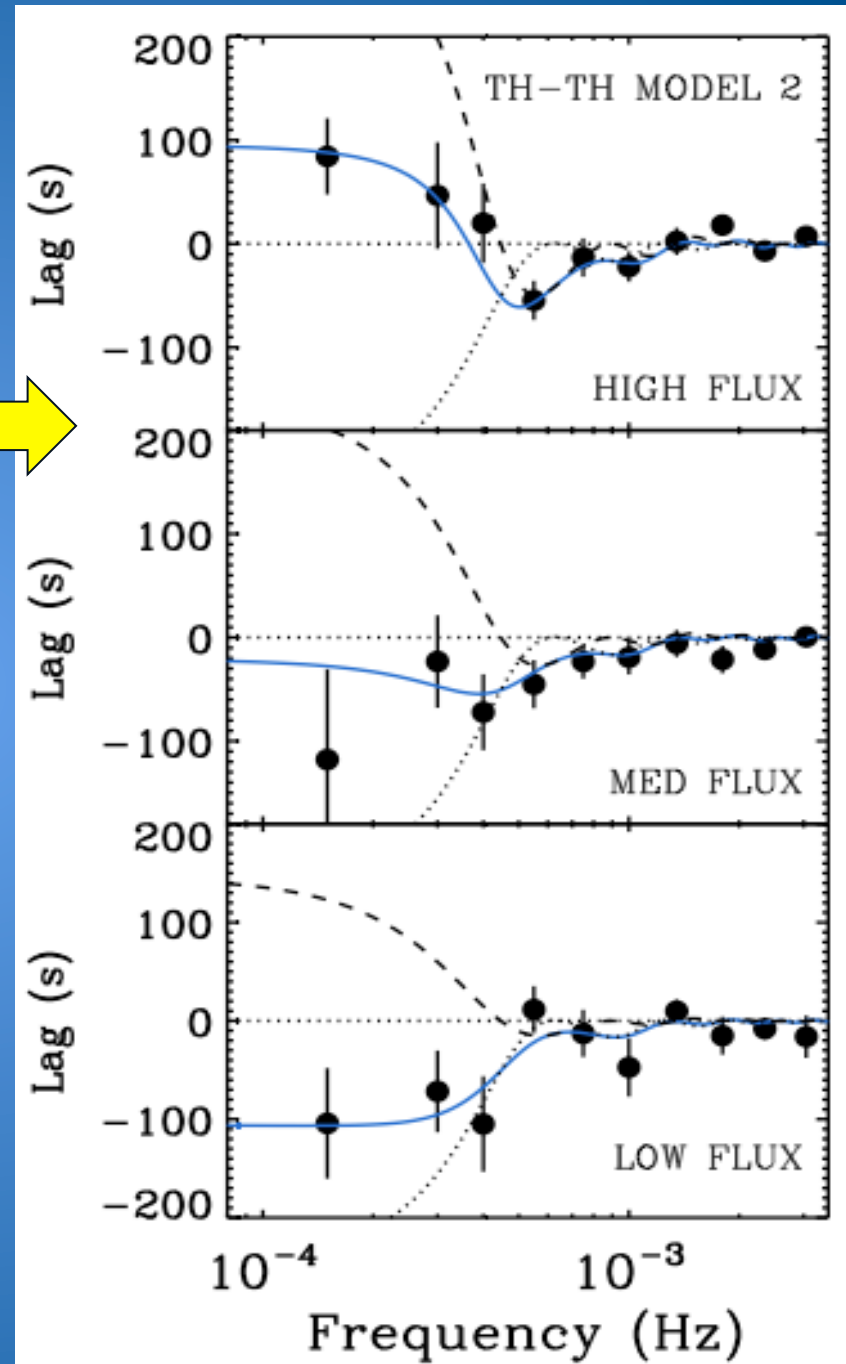 200
TH-TH MODEL 2
100
Lag (s)
0
-100
HIGH FLUX
200
100
Lag (s)
0
-100
MED FLUX
200
100
Lag (s)
0
-100
LOW FLUX
-200
10⁻⁴ 10⁻³
Frequency (Hz)